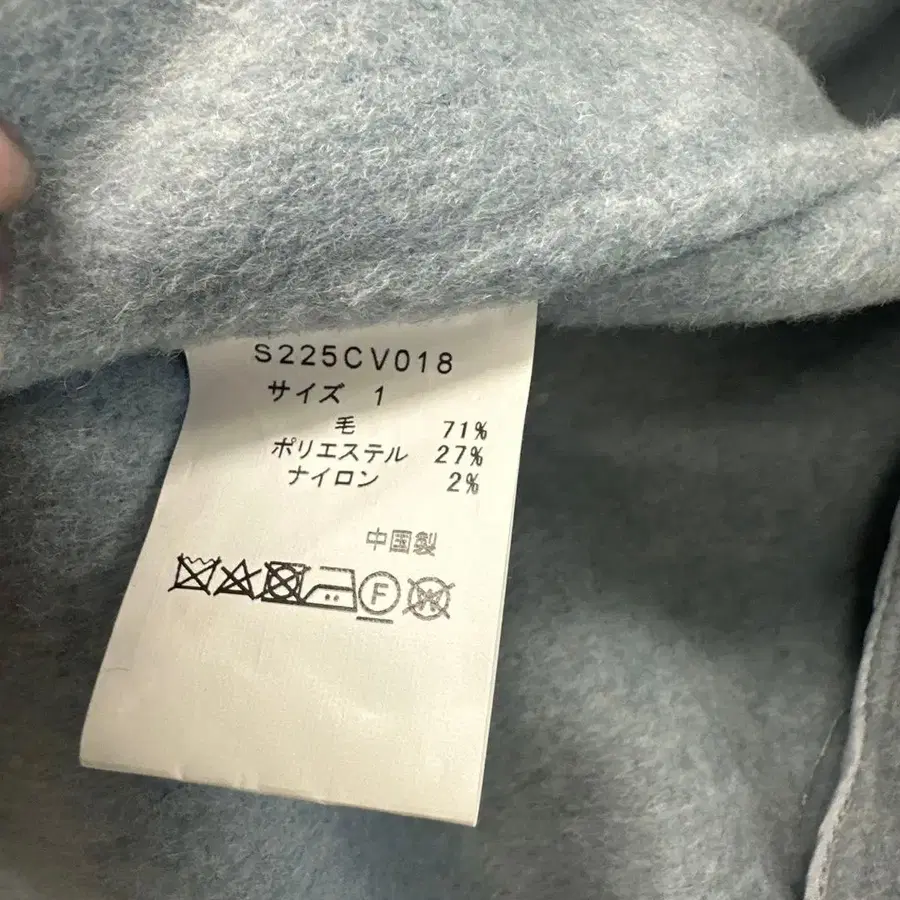 S225CV018
サイズ 1
毛 71%
ポリエステル 27%
ナイロン 2%
中国製
F
W